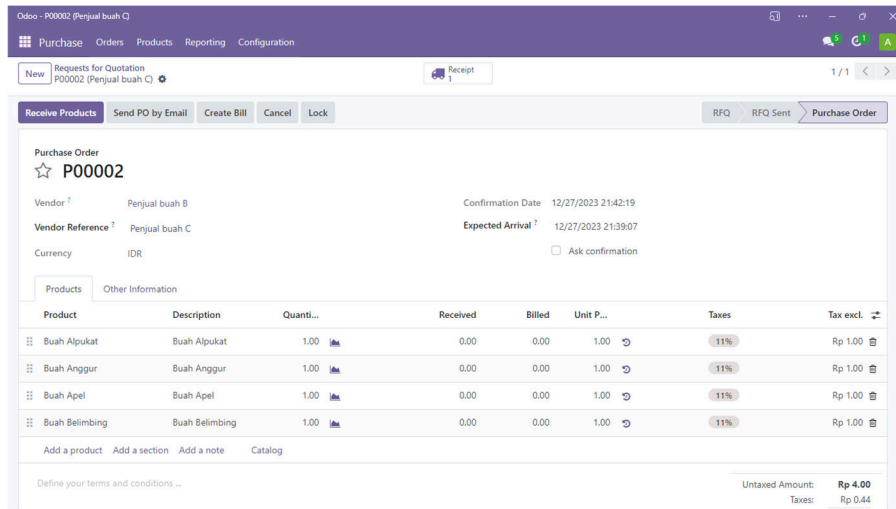 Odoo - P00002 (Penjual buah C)
Purchase Orders Products Reporting Configuration 5 1 A
New Requests for Quotation
P00002 (Penjual buah C)
Receipt
1
1 / 1
Receive Products Send PO by Email Create Bill Cancel Lock RFQ RFQ Sent Purchase Order
Purchase Order
P00002
Vendor ? Penjual buah B Confirmation Date 12/27/2023 21:42:19
Vendor Reference ? Penjual buah C Expected Arrival ? 12/27/2023 21:39:07
Ask confirmation
Currency IDR
Products Other Information
Product Description Quanti... Received Billed Unit P... Taxes Tax excl.
Buah Alpukat Buah Alpukat 1.00 0.00 0.00 1.00 11% Rp 1.00
Buah Anggur Buah Anggur 1.00 0.00 0.00 1.00 11% Rp 1.00
Buah Apel Buah Apel 1.00 0.00 0.00 1.00 11% Rp 1.00
Buah Belimbing Buah Belimbing 1.00 0.00 0.00 1.00 11% Rp 1.00
Add a product Add a section Add a note Catalog
Define your terms and conditions ...
Untaxed Amount: Rp 4.00
Taxes: Rp 0.44